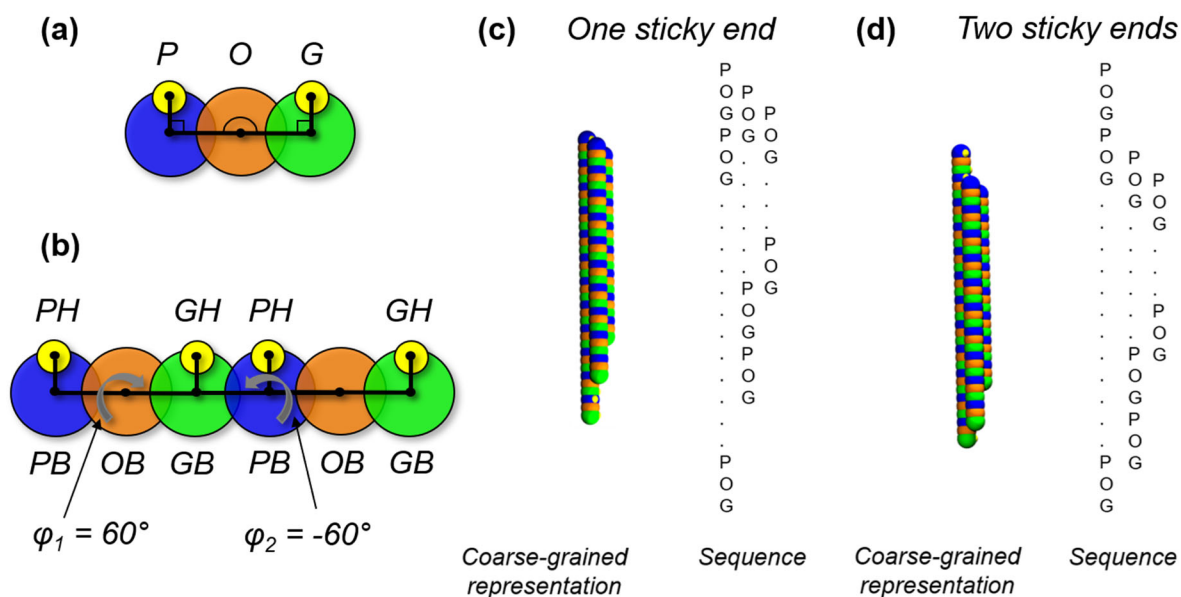 (a)
P O G
(b)
PH GH PH GH
PB OB GB PB OB GB
φ1 = 60° φ2 = -60°
(c) One sticky end
P
O P
G O P
P G O
O . G
G . .
. . .
. . .
. . P
. . O
. P G
. O
. G
. P
. O
. G
.
.
P
O
G
Coarse-grained
representation
Sequence
(d) Two sticky ends
P
O
G
P
O P
G O P
. G O
. . G
. . .
. . .
. . .
. . P
. . O
. P G
. O
. G
. P
. O
P G
O
G
Coarse-grained
representation
Sequence